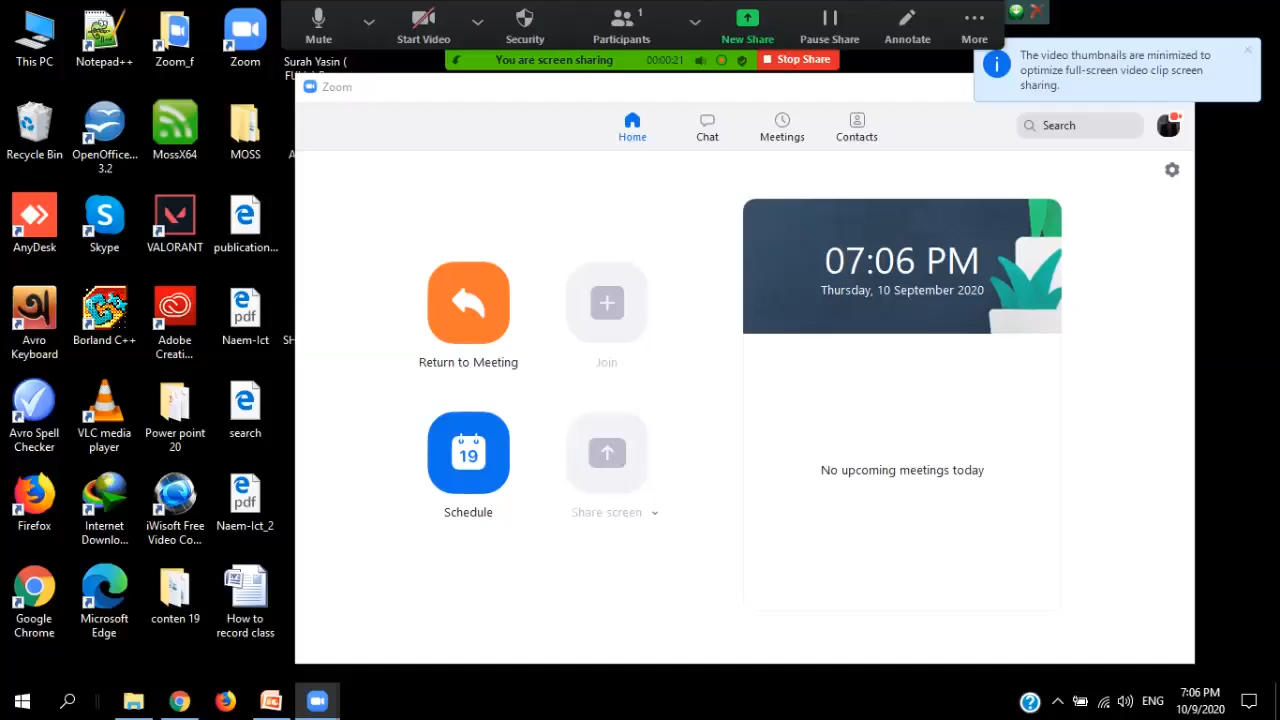 Mute
Start Video
Security
Participants
1
New Share
Pause Share
Annotate
More
You are screen sharing
00:00:21
Stop Share
The video thumbnails are minimized to
optimize full-screen video clip screen
sharing.
This PC
Notepad++
Zoom_f
Zoom
Surah Yasin (
Zoom
Home
Chat
Meetings
Contacts
Search
Recycle Bin
OpenOffice...
3.2
MossX64
MOSS
AnyDesk
Skype
VALORANT
publication...
07:06 PM
Thursday, 10 September 2020
Avro
Keyboard
Borland C++
Adobe
Creati...
pdf
Naem-Ict
SH
Return to Meeting
Join
Avro Spell
Checker
VLC media
player
Power point
20
search
19
No upcoming meetings today
Schedule
Share screen
Firefox
Internet
Downlo...
iWisoft Free
Video Co...
pdf
Naem-Ict_2
Google
Chrome
Microsoft
Edge
conten 19
How to
record class
ENG
7:06 PM
10/9/2020